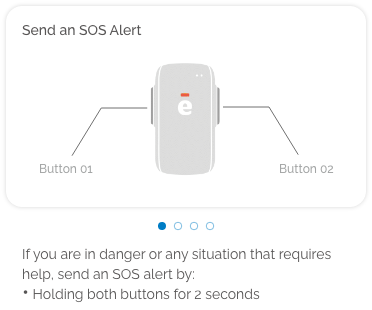 Send an SOS Alert
e
Button 01
Button 02
If you are in danger or any situation that requires
help, send an SOS alert by:
• Holding both buttons for 2 seconds